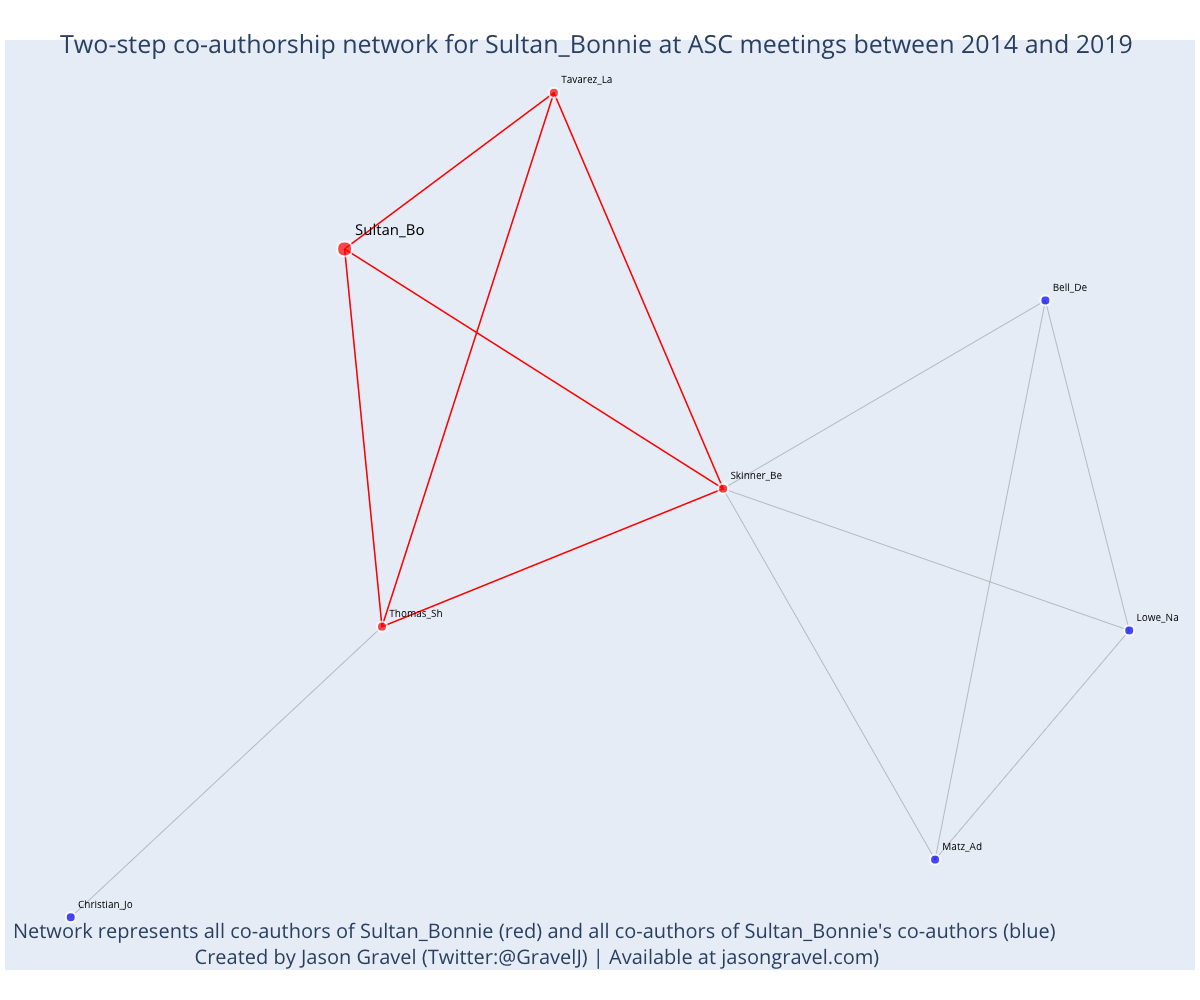 Two-step co-authorship network for Sultan_Bonnie at ASC meetings between 2014 and 2019
Tavarez_La
Sultan_Bo
Bell_De
Skinner_Be
Thomas_Sh
Lowe_Na
Matz_Ad
Christian_Jo
Network represents all co-authors of Sultan_Bonnie (red) and all co-authors of Sultan_Bonnie's co-authors (blue)
Created by Jason Gravel (Twitter:@GravelJ) | Available at jasongravel.com)